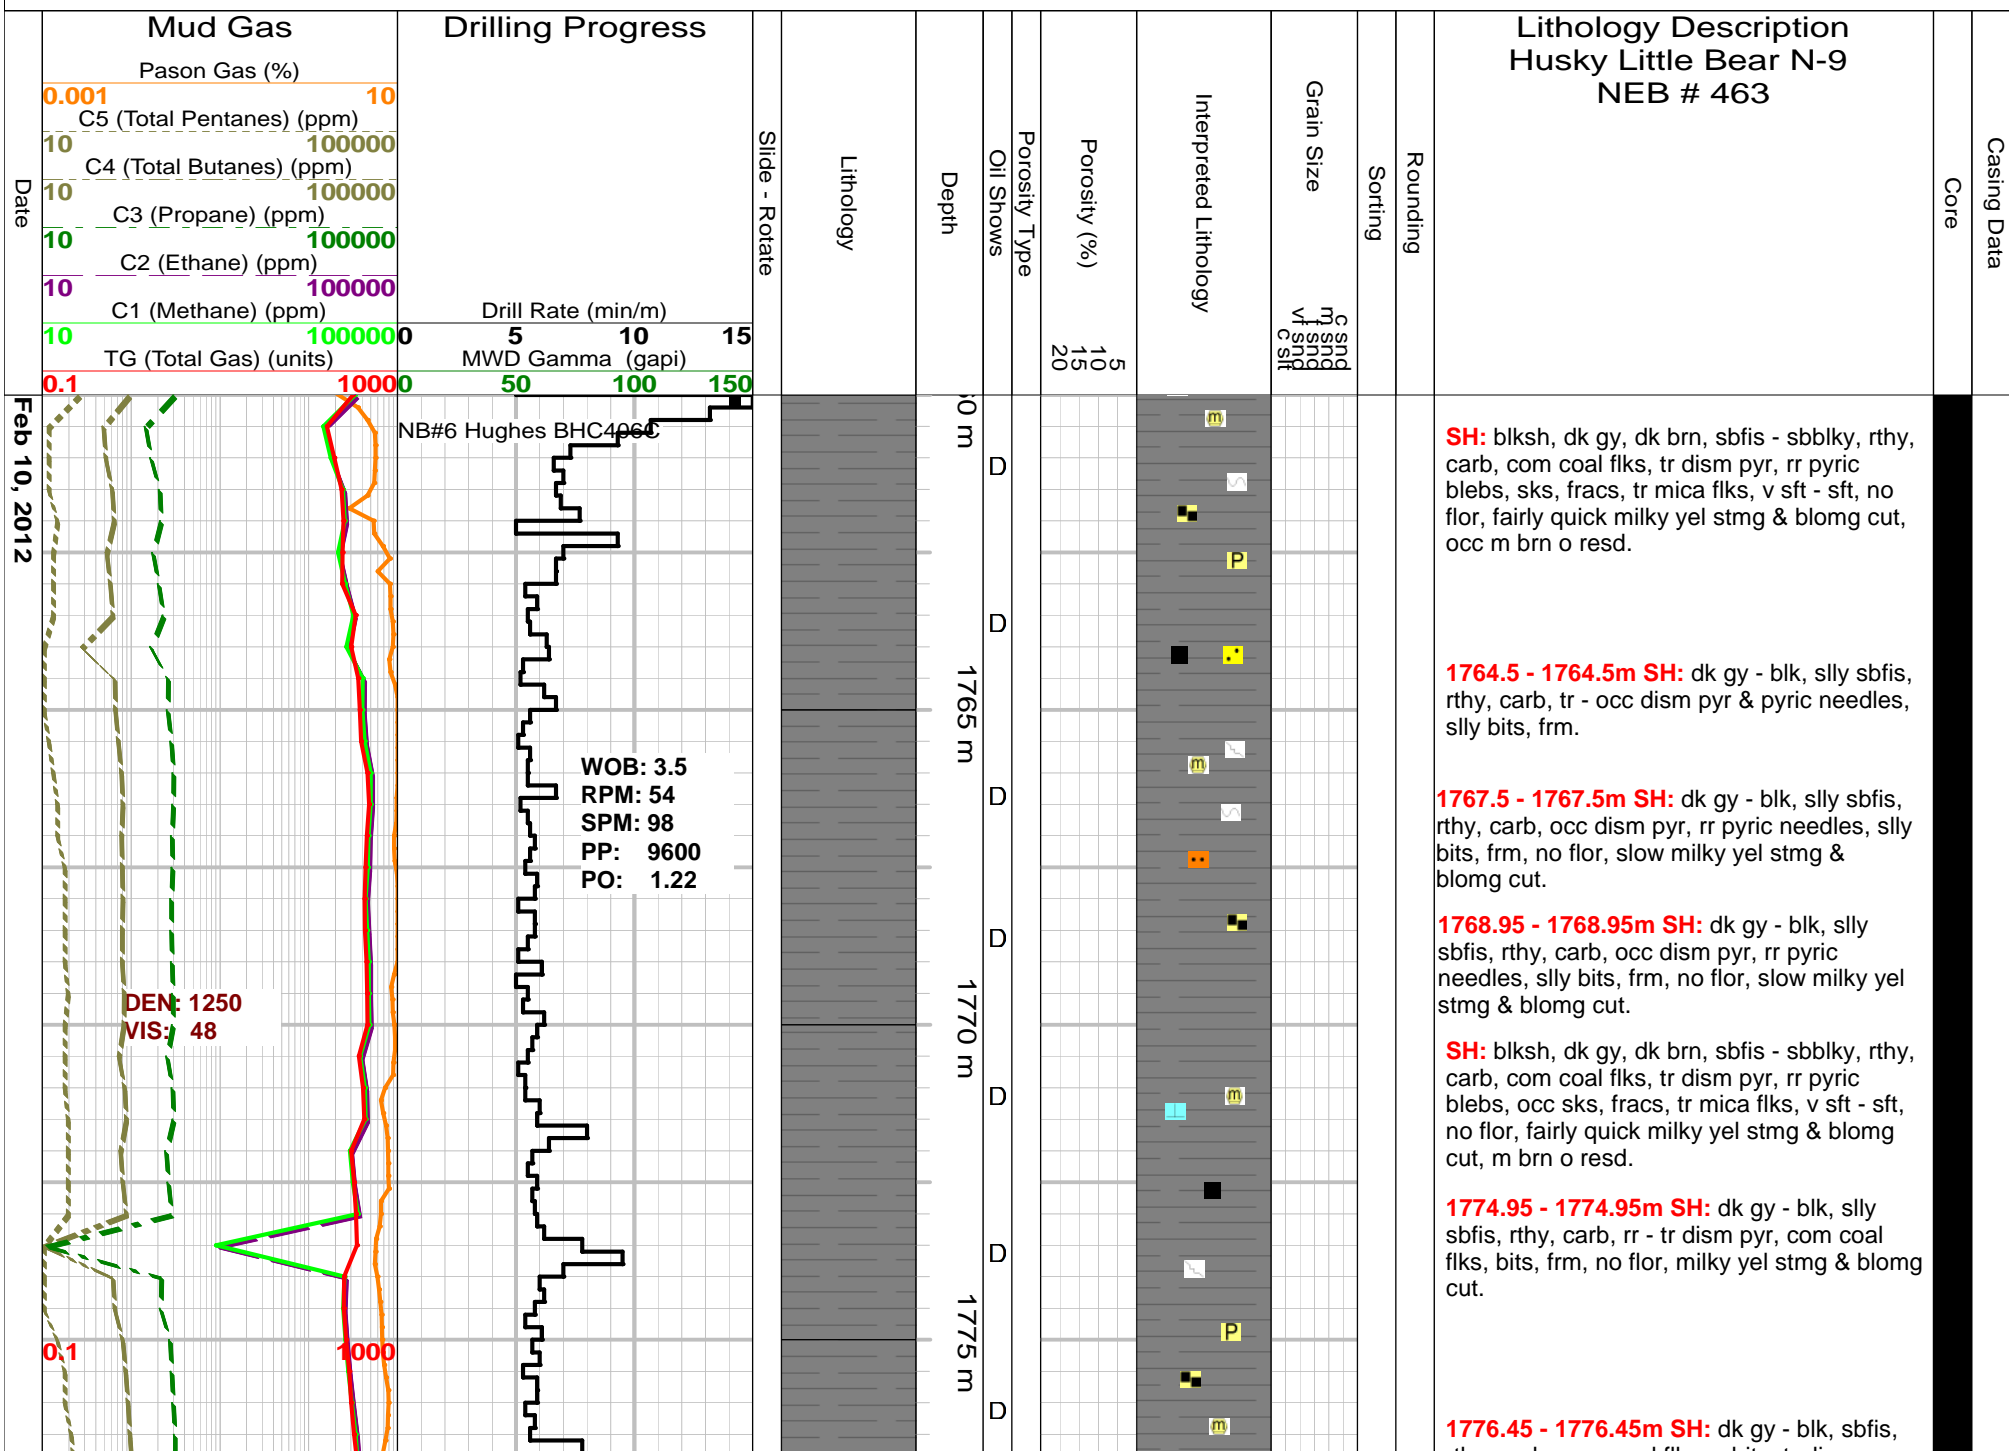 Mud Gas
Pason Gas (%)
0.001 10
C5 (Total Pentanes) (ppm)
10 100000
C4 (Total Butanes) (ppm)
10 100000
C3 (Propane) (ppm)
10 100000
C2 (Ethane) (ppm)
10 100000
C1 (Methane) (ppm)
10 100000
TG (Total Gas) (units)
0.1 1000
Drilling Progress
Drill Rate (min/m)
0 5 10 15
MWD Gamma (gapi)
0 50 100 150
Date
Slide - Rotate
Lithology
Depth
Oil Shows
Porosity Type
Porosity (%)
5
10
15
20
Interpreted Lithology
Grain Size
c snd
m snd
f snd
vf snd
c slt
Sorting
Rounding
Lithology Description
Husky Little Bear N-9
NEB # 463
Core
Casing Data
Feb 10, 2012
NB#6 Hughes BHC406C
WOB: 3.5
RPM: 54
SPM: 98
PP: 9600
PO: 1.22
DEN: 1250
VIS: 48
0.1 1000
0 m
1765 m
1770 m
1775 m
D
D
D
D
D
D
D
m
P
m
m
P
m
SH: blksh, dk gy, dk brn, sbfis - sbblky, rthy,
carb, com coal flks, tr dism pyr, rr pyric
blebs, sks, fracs, tr mica flks, v sft - sft, no
flor, fairly quick milky yel stmg & blomg cut,
occ m brn o resd.
1764.5 - 1764.5m SH: dk gy - blk, slly sbfis,
rthy, carb, tr - occ dism pyr & pyric needles,
slly bits, frm.
1767.5 - 1767.5m SH: dk gy - blk, slly sbfis,
rthy, carb, occ dism pyr, rr pyric needles, slly
bits, frm, no flor, slow milky yel stmg &
blomg cut.
1768.95 - 1768.95m SH: dk gy - blk, slly
sbfis, rthy, carb, occ dism pyr, rr pyric
needles, slly bits, frm, no flor, slow milky yel
stmg & blomg cut.
SH: blksh, dk gy, dk brn, sbfis - sbblky, rthy,
carb, com coal flks, tr dism pyr, rr pyric
blebs, occ sks, fracs, tr mica flks, v sft - sft,
no flor, fairly quick milky yel stmg & blomg
cut, m brn o resd.
1774.95 - 1774.95m SH: dk gy - blk, slly
sbfis, rthy, carb, rr - tr dism pyr, com coal
flks, bits, frm, no flor, milky yel stmg & blomg
cut.
1776.45 - 1776.45m SH: dk gy - blk, sbfis,